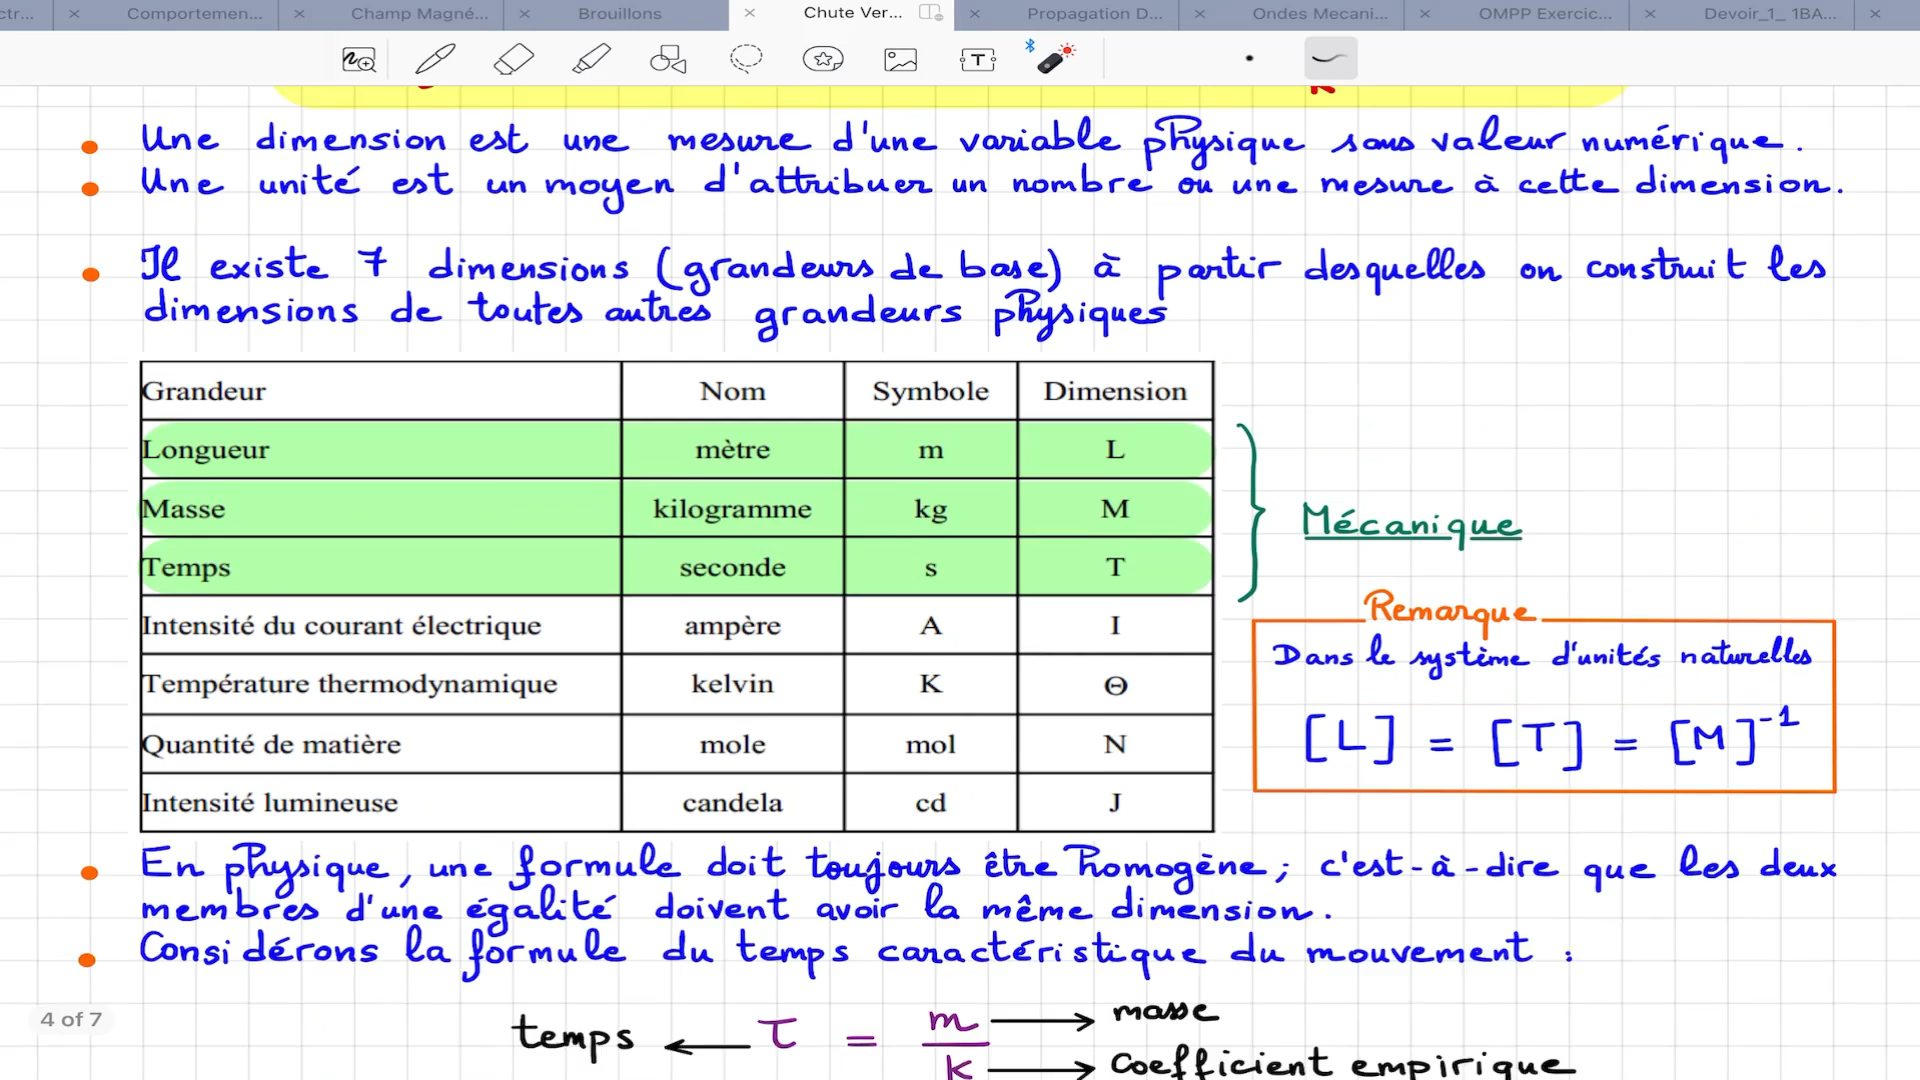 Comportemen...
Champ Magné...
Brouillons
Chute Ver...
Propagation D...
Ondes Mecani...
OMPP Exercic...
Devoir_1_ 1BA...
Une dimension est une mesure d'une variable physique sans valeur numérique.
Une unité est un moyen d'attribuer un nombre ou une mesure à cette dimension.
Il existe 7 dimensions (grandeurs de base) à partir desquelles on construit les
dimensions de toutes autres grandeurs physiques
Grandeur Nom Symbole Dimension
Longueur mètre m L
Masse kilogramme kg M
Temps seconde s T
Intensité du courant électrique ampère A I
Température thermodynamique kelvin K Θ
Quantité de matière mole mol N
Intensité lumineuse candela cd J
Mécanique
Remarque
Dans le système d'unités naturelles
[L] = [T] = [M]⁻¹
En physique, une formule doit toujours être homogène; c'est-à-dire que les deux
membres d'une égalité doivent avoir la même dimension.
Considérons la formule du temps caractéristique du mouvement :
temps ← τ = m/k
→ masse
→ coefficient empirique
4 of 7